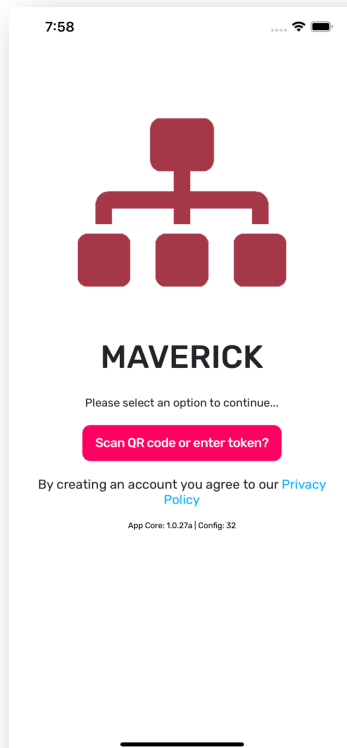 7:58
MAVERICK
Please select an option to continue...
Scan QR code or enter token?
By creating an account you agree to our Privacy
Policy
App Core: 1.0.27a | Config: 32